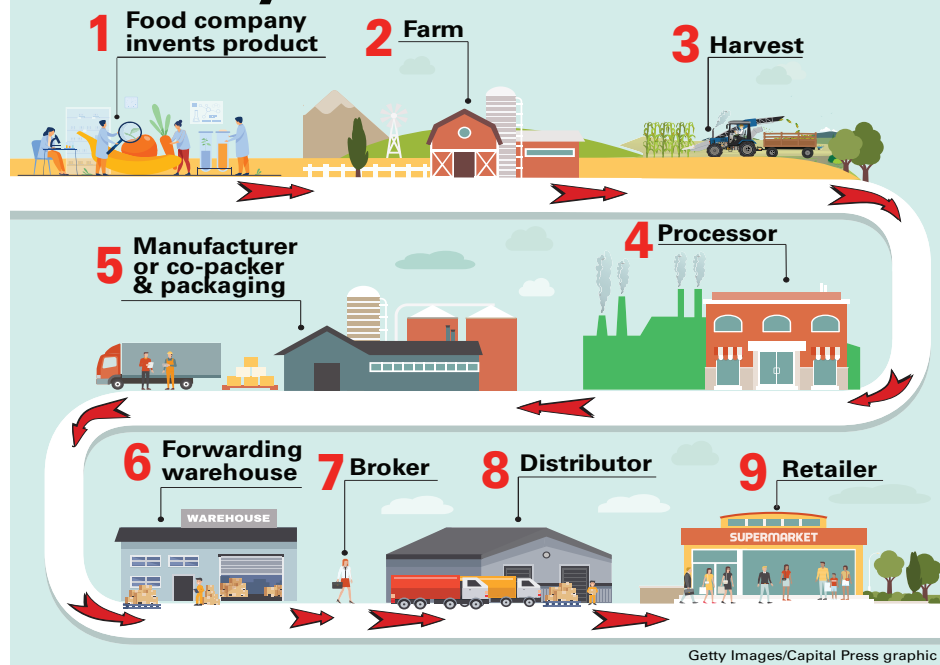 1 Food company
invents product
2 Farm
3 Harvest
4 Processor
5 Manufacturer
or co-packer
& packaging
6 Forwarding
warehouse
WAREHOUSE
7 Broker
8 Distributor
9 Retailer
SUPERMARKET
Getty Images/Capital Press graphic